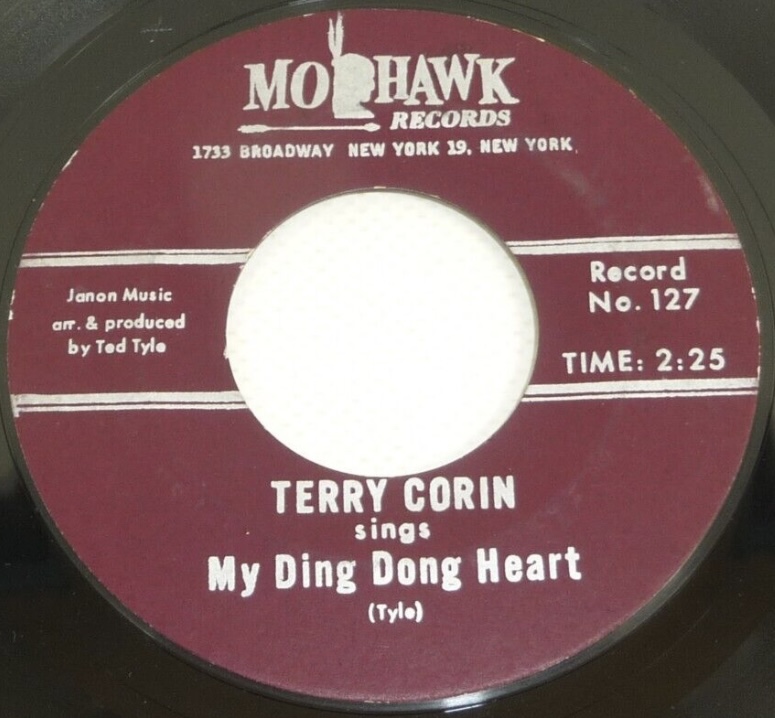 MOHAWK
RECORDS
1733 BROADWAY NEW YORK 19, NEW YORK
Janon Music
arr. & produced
by Ted Tyle
Record
No. 127
TIME: 2:25
TERRY CORIN
sings
My Ding Dong Heart
(Tyle)